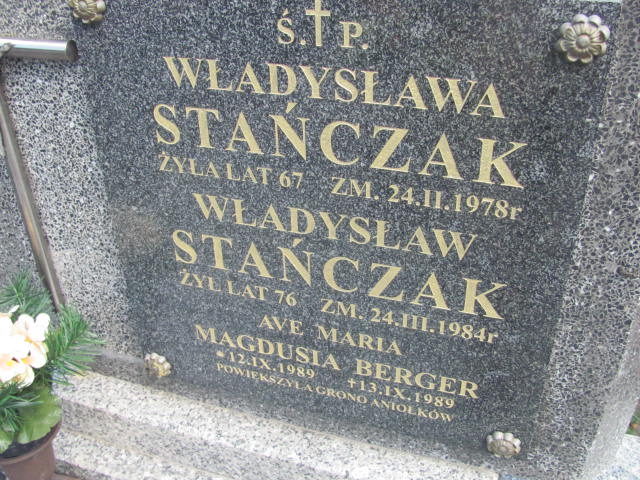 Ś. P.
WŁADYSŁAWA
STAŃCZAK
ŻYŁA LAT 67 ZM. 24.II.1978r
WŁADYSŁAW
STAŃCZAK
ŻYŁ LAT 76 ZM. 24.III.1984r
AVE MARIA
MAGDUSIA BERGER
*12.IX.1989 +13.IX.1989
POWIĘKSZYŁA GRONO ANIOŁKÓW